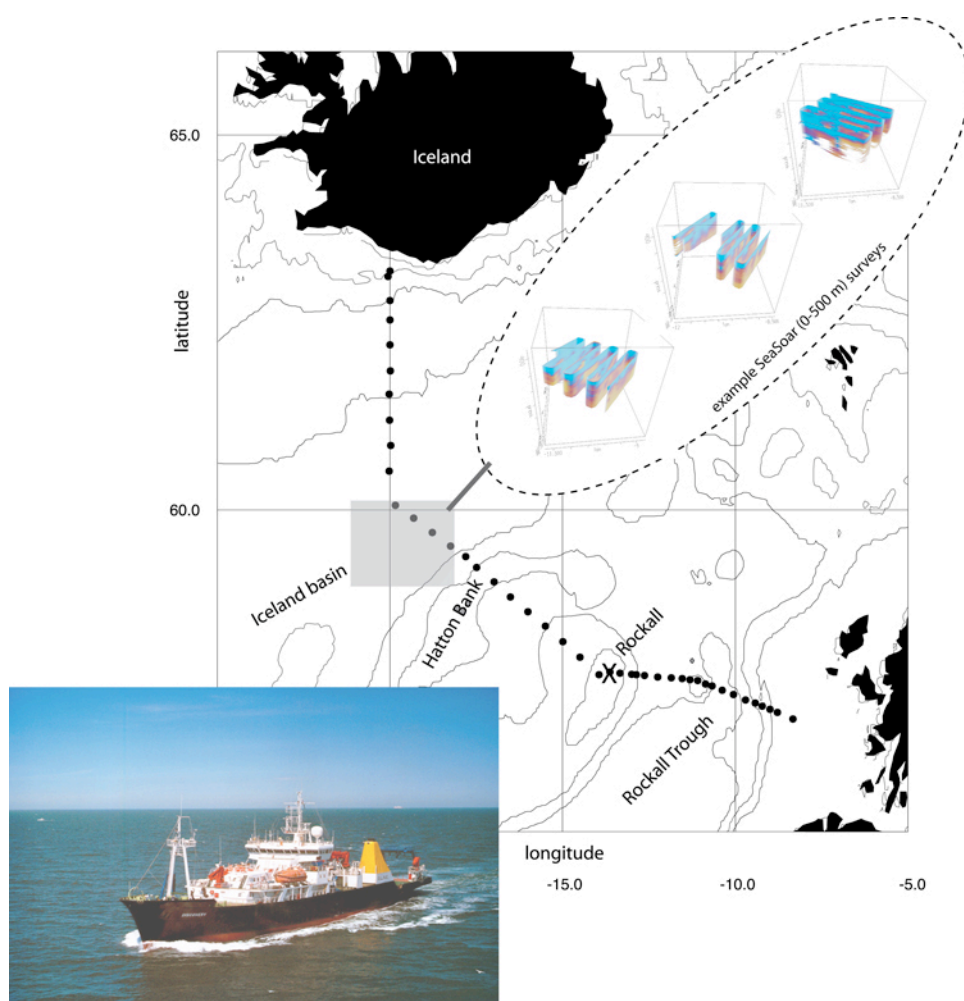 65.0
Iceland
latitude
example SeaSoar (0-500 m) surveys
60.0
Iceland basin
Hatton Bank
Rockall
X
Rockall Trough
longitude
-15.0
-10.0
-5.0